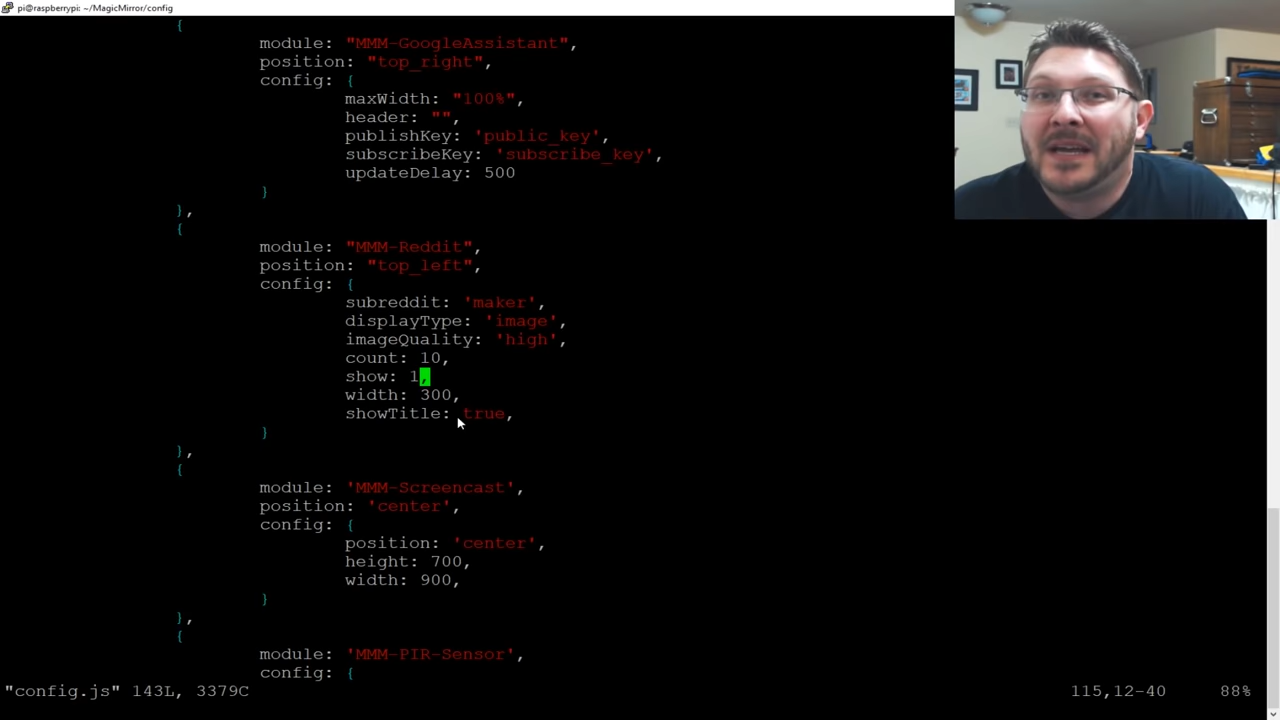 pi@raspberrypi: ~/MagicMirror/config
{
module: "MMM-GoogleAssistant",
position: "top_right",
config: {
maxWidth: "100%",
header: "",
publishKey: 'public_key',
subscribeKey: 'subscribe_key',
updateDelay: 500
}
},
{
module: "MMM-Reddit",
position: "top_left",
config: {
subreddit: 'maker',
displayType: 'image',
imageQuality: 'high',
count: 10,
show: 1,
width: 300,
showTitle: true,
}
},
{
module: 'MMM-Screencast',
position: 'center',
config: {
position: 'center',
height: 700,
width: 900,
}
},
{
module: 'MMM-PIR-Sensor',
config: {
"config.js" 143L, 3379C 115,12-40 88%